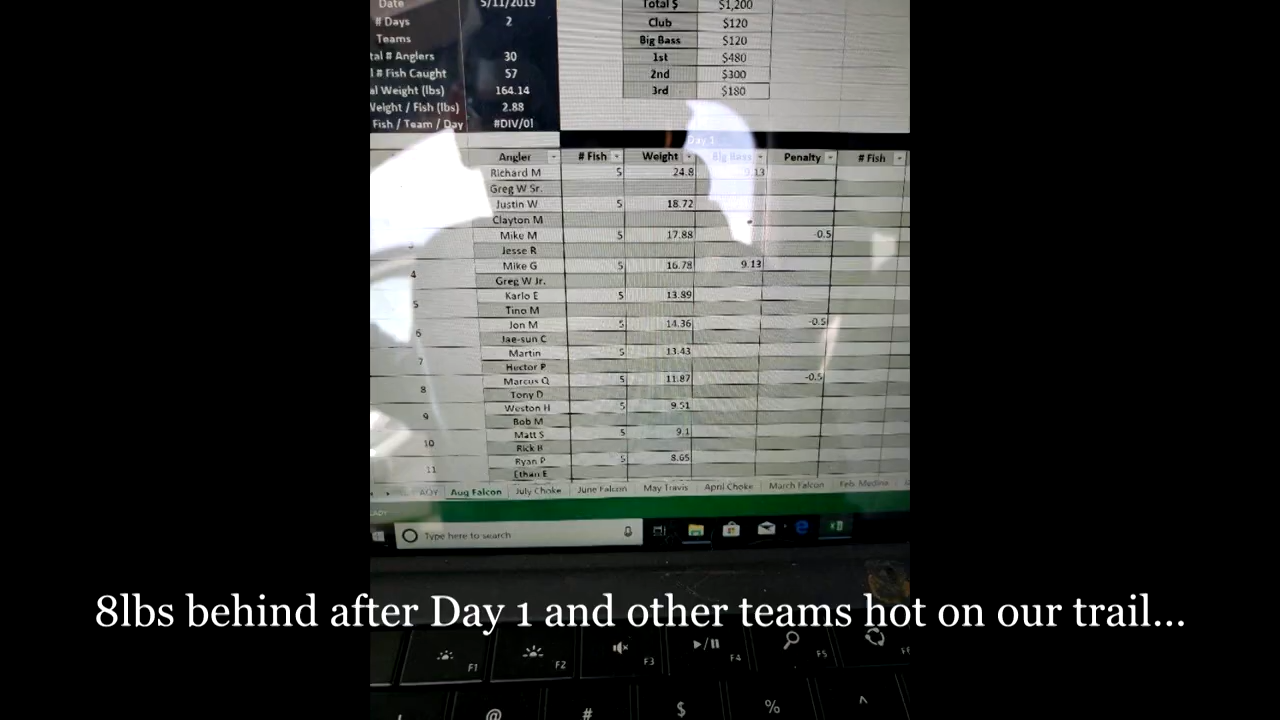 Date 5/11/2019
# Days 2
Teams
tal # Anglers 30
l # Fish Caught 57
al Weight (lbs) 164.14
Weight / Fish (lbs) 2.88
Fish / Team / Day #DIV/0!
Total $ $1,200
Club $120
Big Bass $120
1st $480
2nd $300
3rd $180
Day 1
Angler # Fish Weight Big Bass Penalty # Fish
Richard M 5 24.8 9.13
Greg W Sr.
Justin W 5 18.72
Clayton M
Mike M 5 17.88 -0.5
Jesse R
Mike G 5 16.78 9.13
4 Greg W Jr.
Karlo E 5 13.89
5 Tino M
Jon M 5 14.36 -0.5
6 Jae-sun C
Martin 5 13.43
7 Hector P
Marcus Q 5 11.87 -0.5
8 Tony D
Weston H 5 9.51
9 Bob M
Matt S 5 9.1
10 Rick H
Ryan P 5 8.65
11 Ethan E
AOY Aug Falcon July Choke June Falcon May Travis April Choke March Falcon Feb Medina
Type here to search
8lbs behind after Day 1 and other teams hot on our trail...
F1 F2 F3 F4 F5
@ # $ % ^